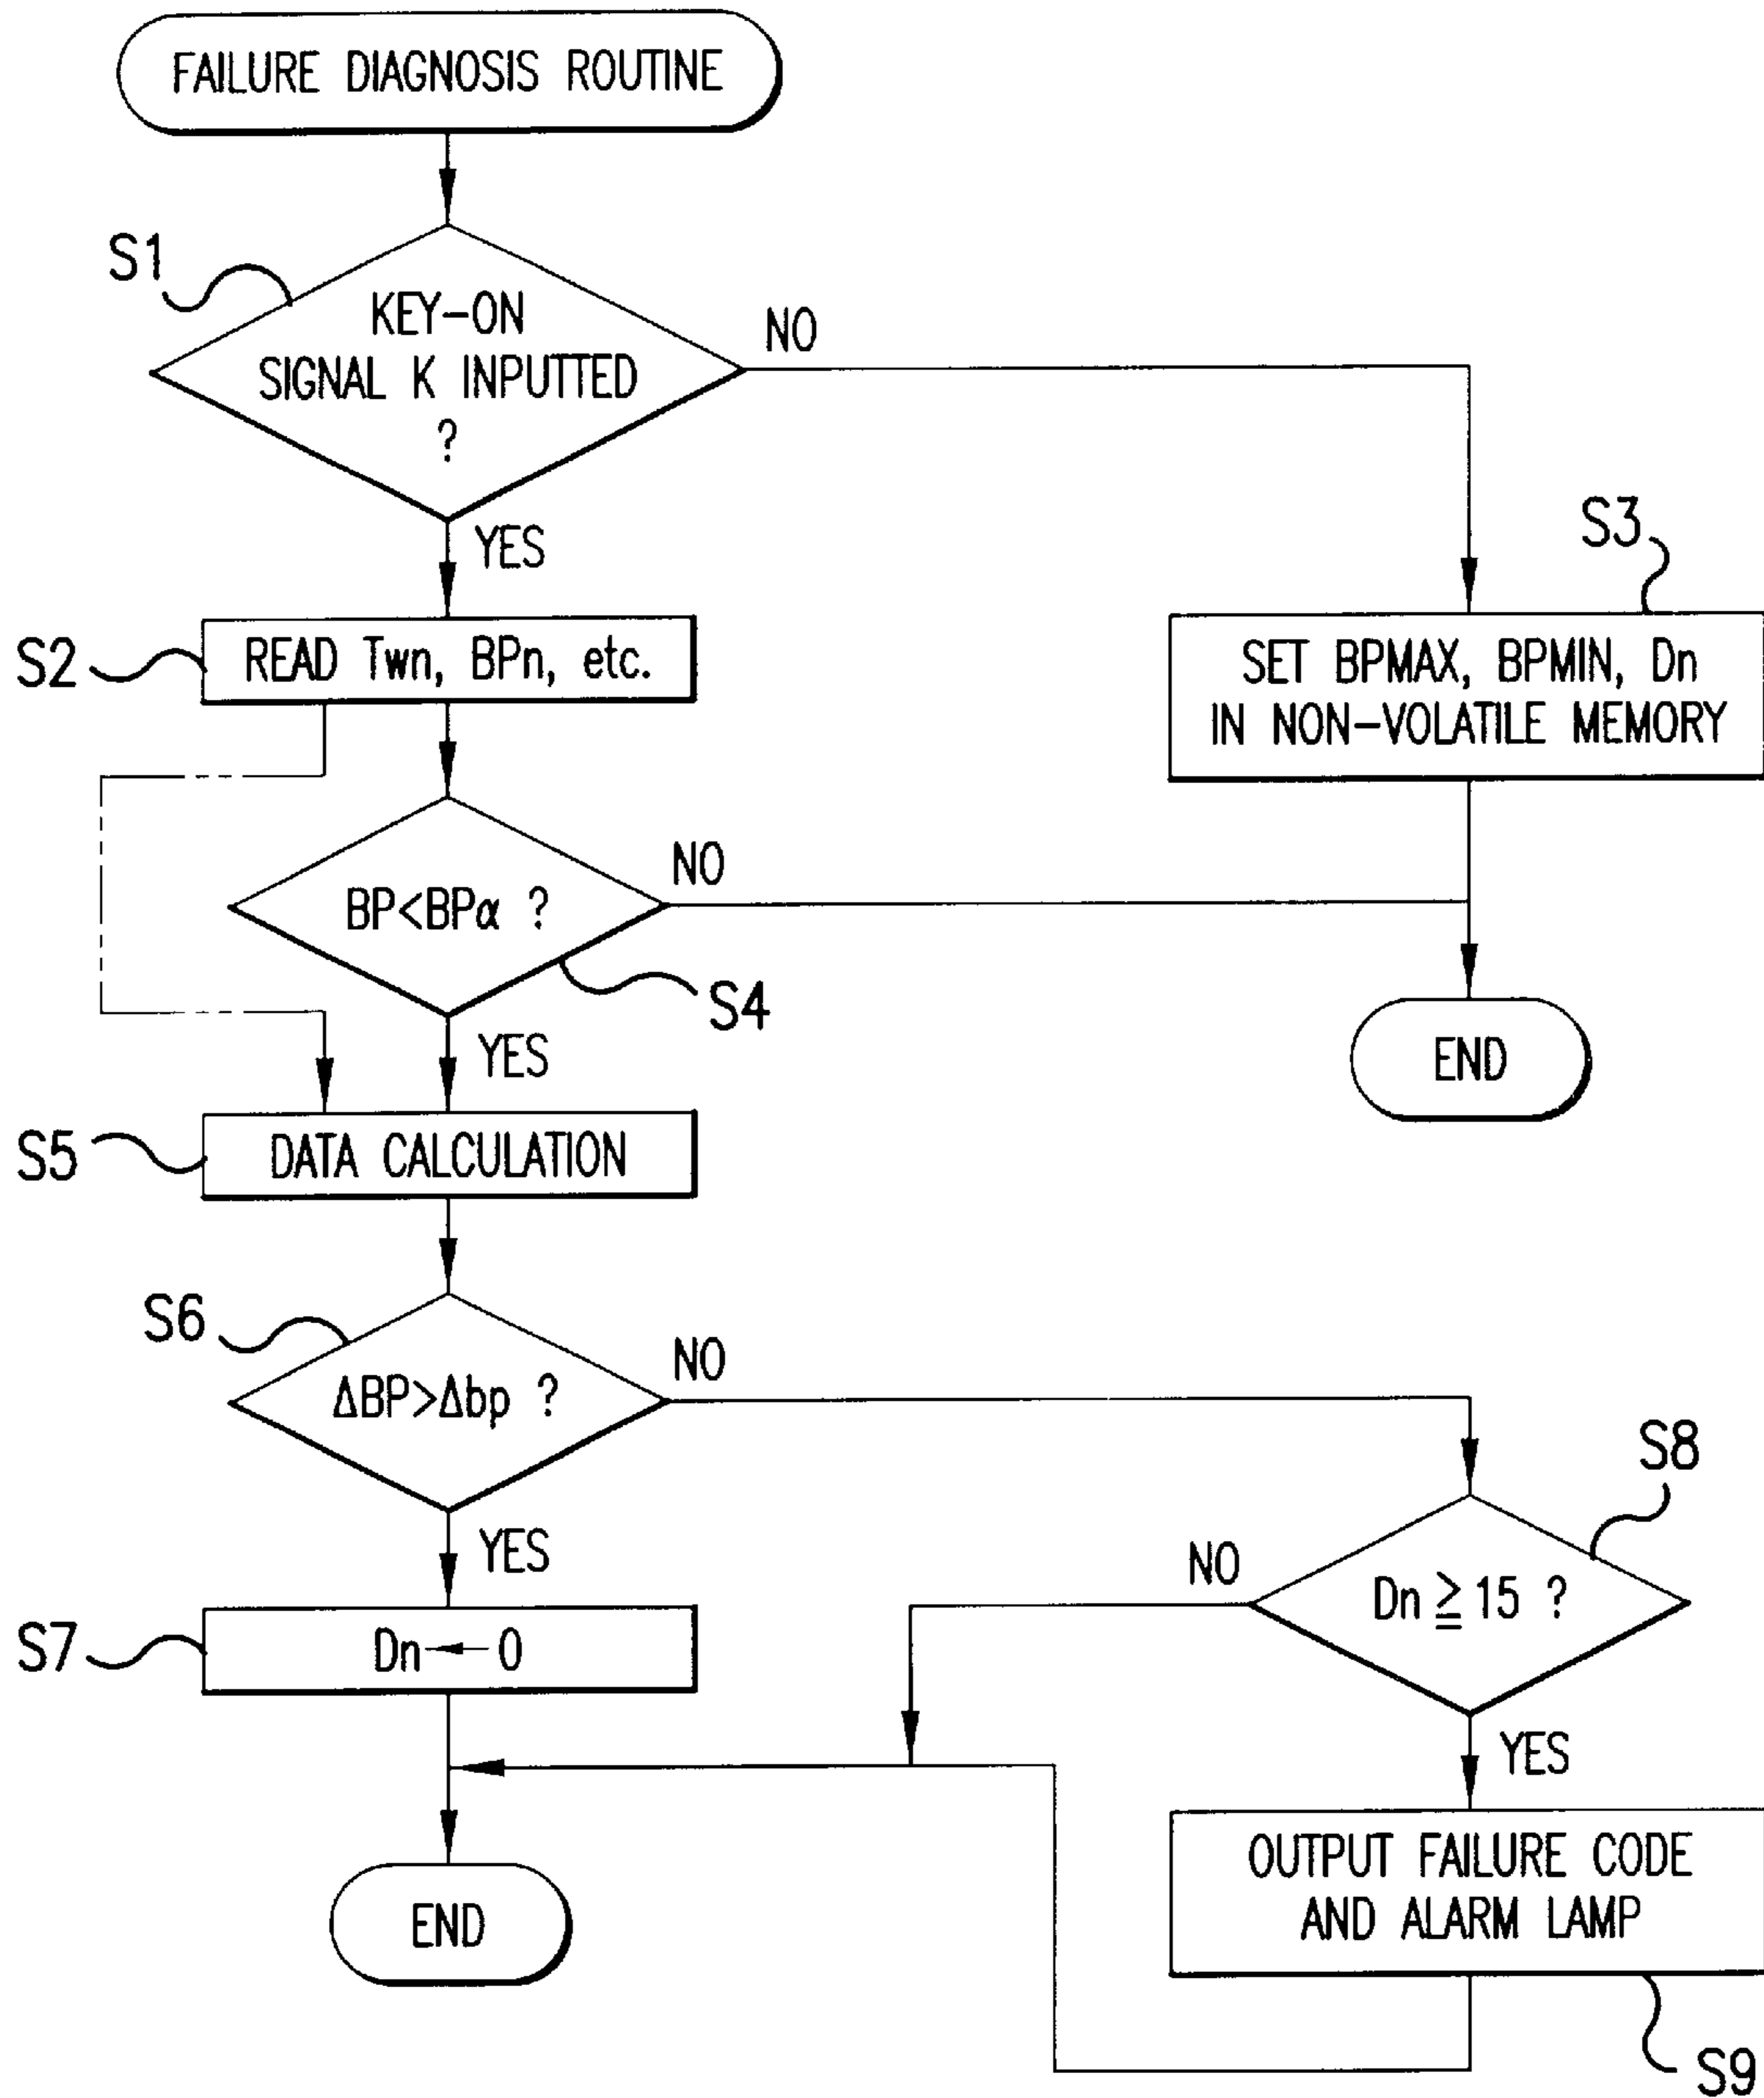 FAILURE DIAGNOSIS ROUTINE
S1
KEY-ON
SIGNAL K INPUTTED
?
NO
YES
S3
S2
READ Twn, BPn, etc.
SET BPMAX, BPMIN, Dn
IN NON-VOLATILE MEMORY
BP<BPα ?
NO
S4
YES
END
S5
DATA CALCULATION
S6
ΔBP>Δbp ?
NO
S8
YES
NO
Dn ≧ 15 ?
S7
Dn ← 0
YES
OUTPUT FAILURE CODE
AND ALARM LAMP
END
S9